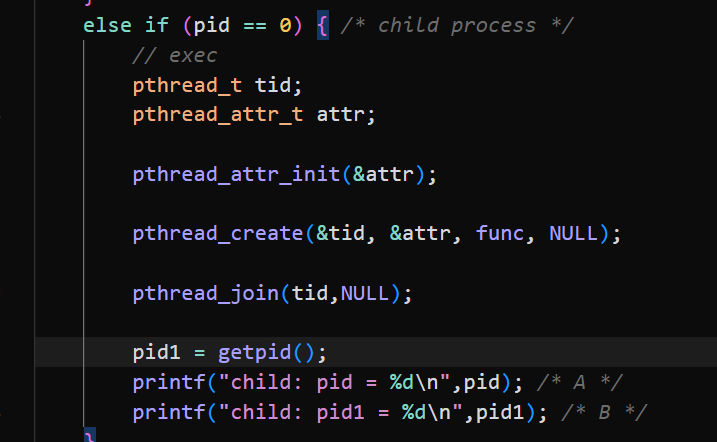 }
else if (pid == 0) { /* child process */
// exec
pthread_t tid;
pthread_attr_t attr;
pthread_attr_init(&attr);
pthread_create(&tid, &attr, func, NULL);
pthread_join(tid,NULL);
pid1 = getpid();
printf("child: pid = %d\n",pid); /* A */
printf("child: pid1 = %d\n",pid1); /* B */
}